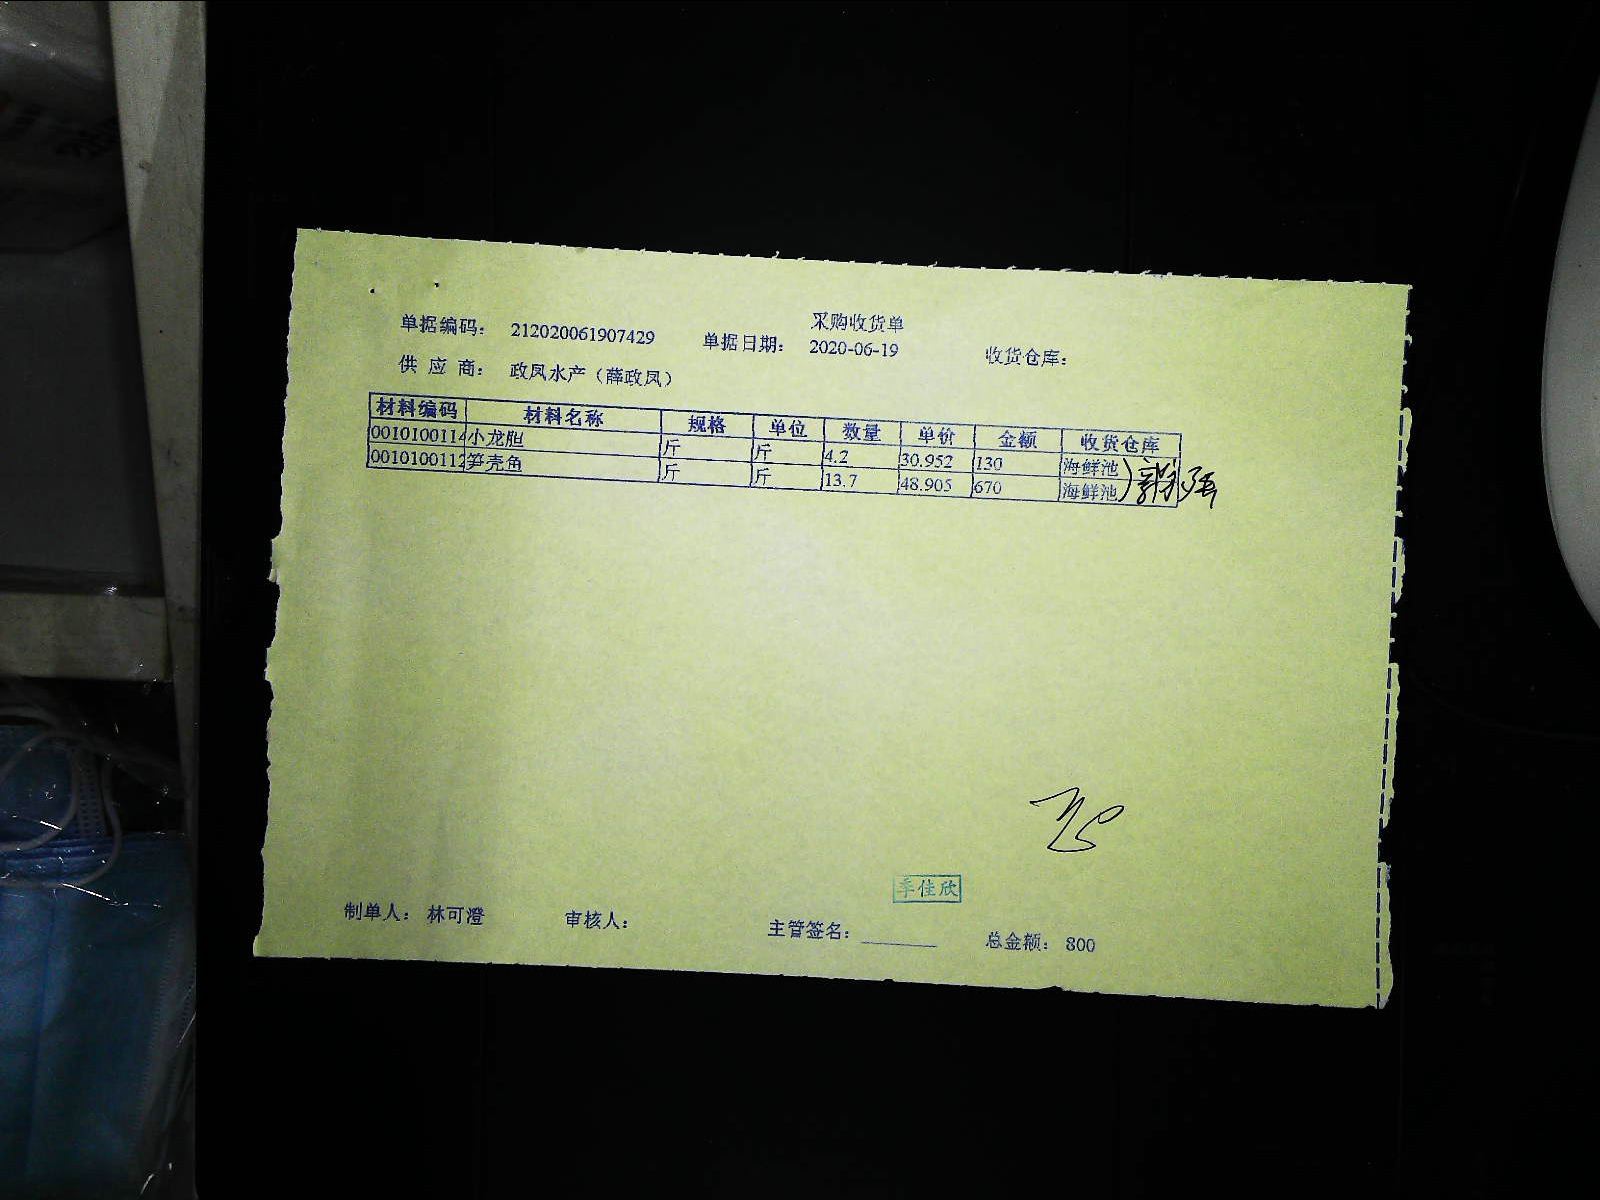 采购收货单
单据编码： 212020061907429 单据日期： 2020-06-19 收货仓库：
供 应 商： 政凤水产（薛政凤）
材料编码 材料名称 规格 单位 数量 单价 金额 收货仓库
0010100114 小龙胆 斤 斤 4.2 30.952 130 海鲜池
0010100112 笋壳鱼 斤 斤 13.7 48.905 670 海鲜池
季佳欣
制单人： 林可澄 审核人： 主管签名： 总金额： 800